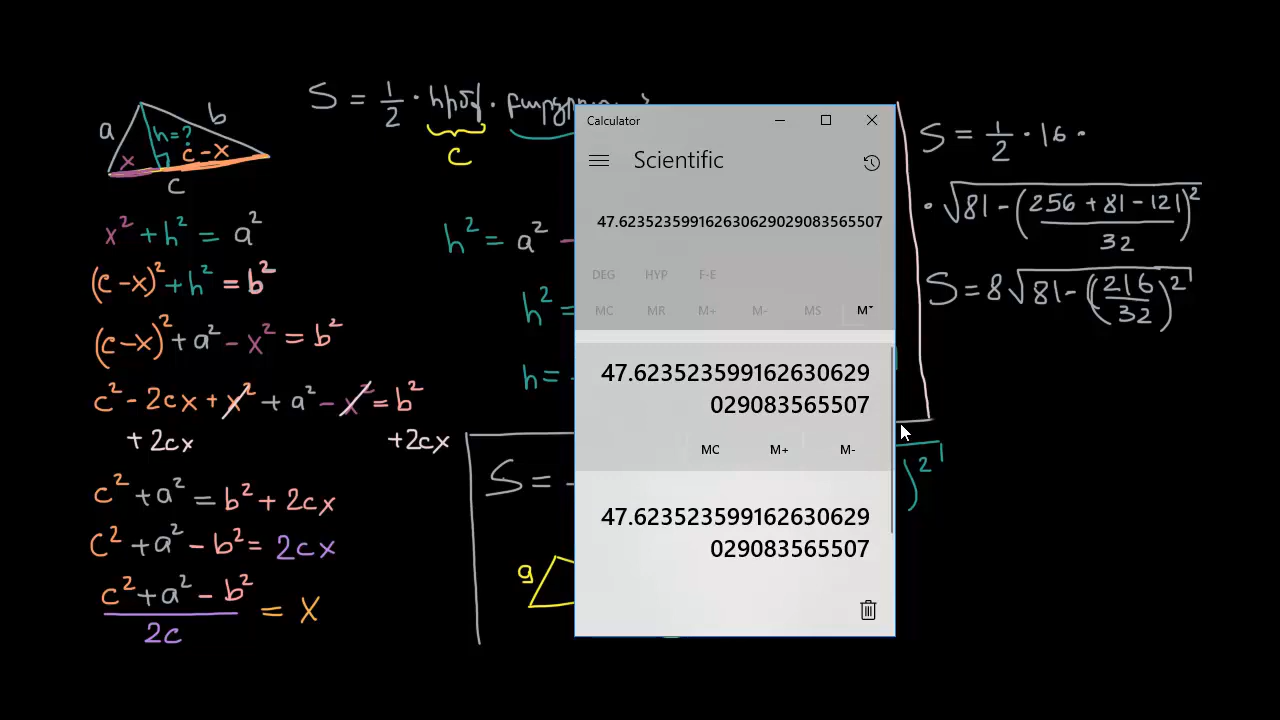 S = 1/2 · հիմք · բարձրություն
c
a
b
h=?
x
c-x
c
x² + h² = a²
(c-x)² + h² = b²
(c-x)² + a² - x² = b²
c² - 2cx + x² + a² - x² = b²
+ 2cx +2cx
c² + a² = b² + 2cx
c² + a² - b² = 2cx
(c² + a² - b²)/2c = x
h² = a² -
h² =
h =
S =
)²
9
Calculator
Scientific
47.623523599162630629029083565507
DEG HYP F-E
MC MR M+ M- MS M˅
47.623523599162630629
029083565507
MC M+ M-
47.623523599162630629
029083565507
S = 1/2 · 16 ·
· √81 - ((256 + 81 - 121)/32)²
S = 8√81 - (216/32)²